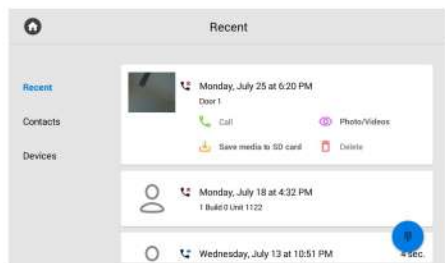 Recent
Recent
Monday, July 25 at 6:20 PM
Door 1
Call
Photo/Videos
Contacts
Save media to SD card
Delete
Devices
Monday, July 18 at 4:32 PM
1 Build 0 Unit 1122
Wednesday, July 13 at 10:51 PM
4 sec.